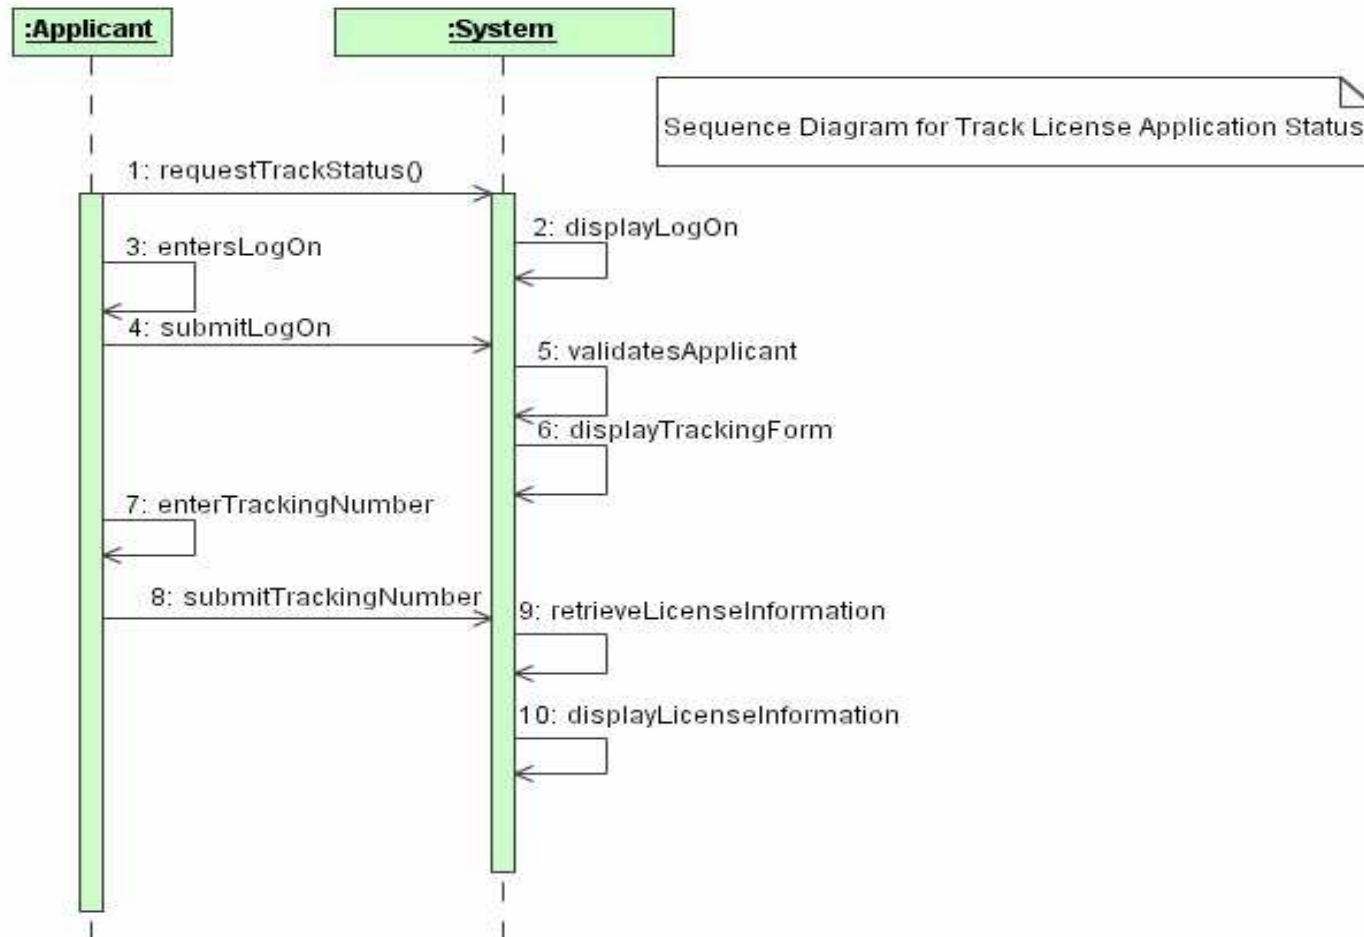 :Applicant
:System
Sequence Diagram for Track License Application Status
1: requestTrackStatus()
2: displayLogOn
3: entersLogOn
4: submitLogOn
5: validatesApplicant
6: displayTrackingForm
7: enterTrackingNumber
8: submitTrackingNumber
9: retrieveLicenseInformation
10: displayLicenseInformation